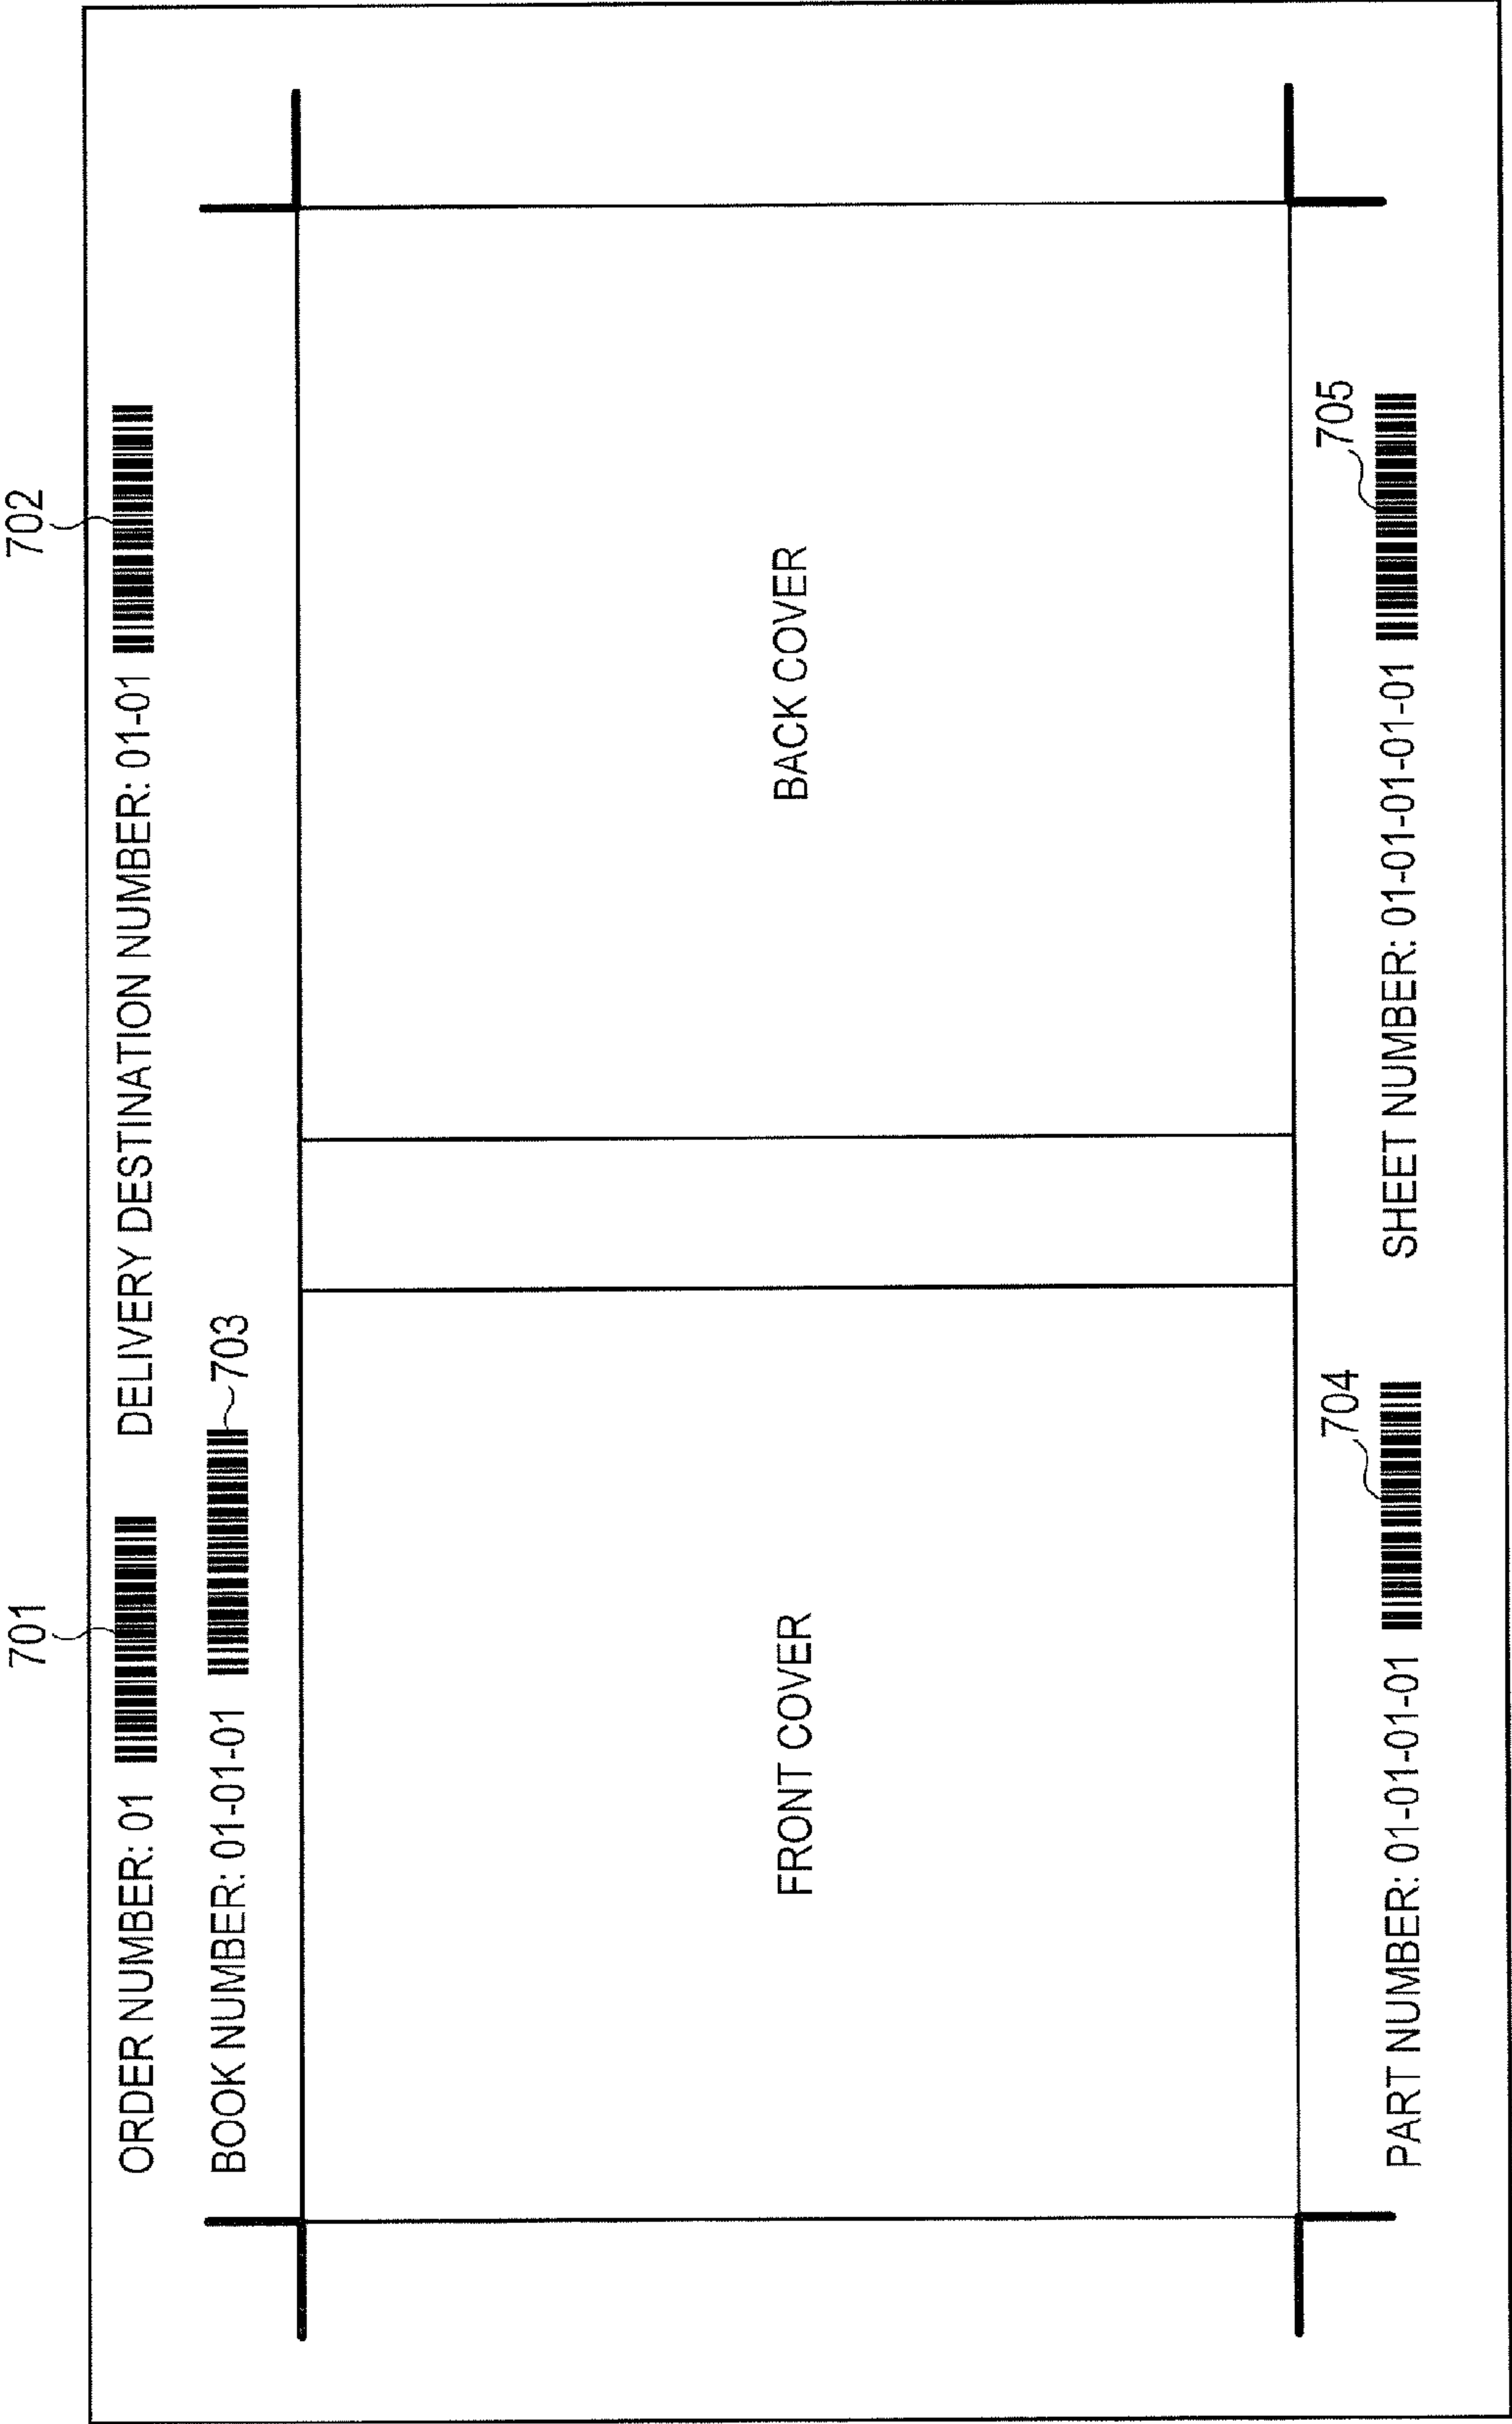 701
702
ORDER NUMBER: 01
DELIVERY DESTINATION NUMBER: 01-01
BOOK NUMBER: 01-01-01
703
FRONT COVER
BACK COVER
704
705
PART NUMBER: 01-01-01-01
SHEET NUMBER: 01-01-01-01-01